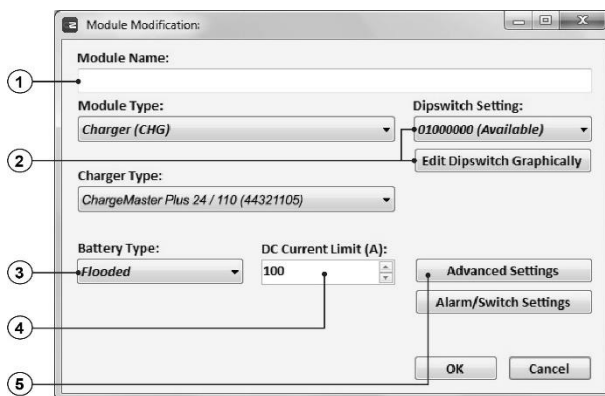 Module Modification:
Module Name:
1
Module Type:
Dipswitch Setting:
Charger (CHG)
01000000 (Available)
2
Edit Dipswitch Graphically
Charger Type:
ChargeMaster Plus 24 / 110 (44321105)
Battery Type:
DC Current Limit (A):
3
Flooded
100
Advanced Settings
4
Alarm/Switch Settings
5
OK
Cancel